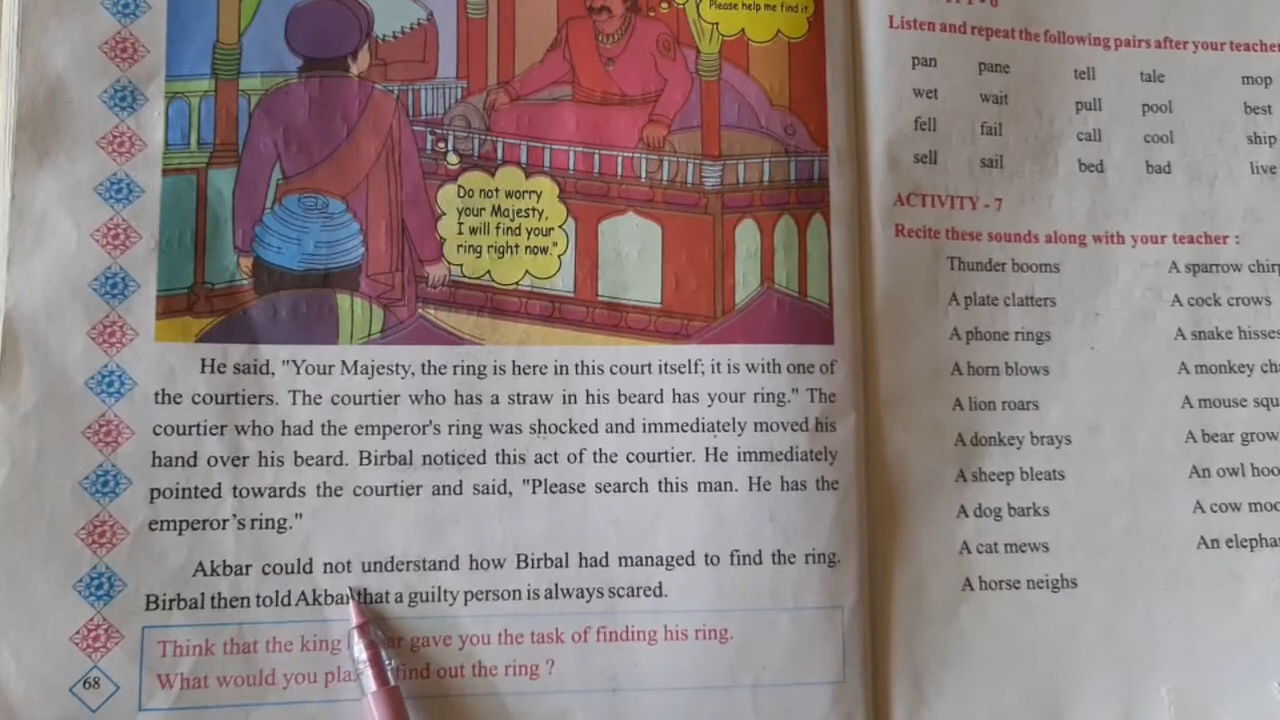 Please help me find it.
Do not worry
your Majesty,
I will find your
ring right now."
He said, "Your Majesty, the ring is here in this court itself; it is with one of
the courtiers. The courtier who has a straw in his beard has your ring." The
courtier who had the emperor's ring was shocked and immediately moved his
hand over his beard. Birbal noticed this act of the courtier. He immediately
pointed towards the courtier and said, "Please search this man. He has the
emperor's ring."
Akbar could not understand how Birbal had managed to find the ring.
Birbal then told Akbar that a guilty person is always scared.
Think that the king gave you the task of finding his ring.
What would you find out the ring ?
68
Listen and repeat the following pairs after your
pan pane tell tale mop
wet wait pull pool best
fell fail call cool ship
sell sail bed bad live
ACTIVITY - 7
Recite these sounds along with your teacher :
Thunder booms A sparrow
A plate clatters A cock crows
A phone rings A snake
A horn blows A monkey
A lion roars A mouse
A donkey brays A bear
A sheep bleats An owl
A dog barks A cow
A cat mews An
A horse neighs